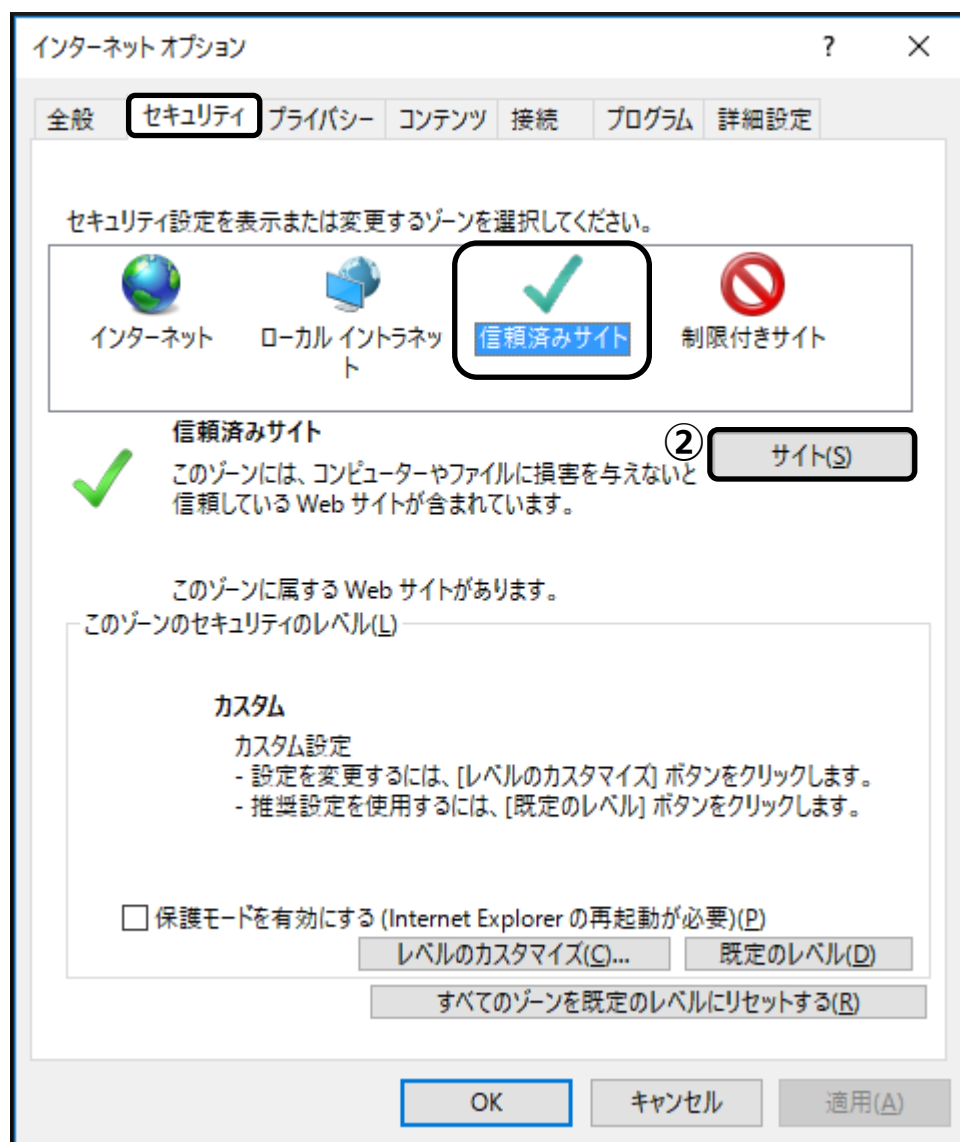 インターネット オプション ? ×
全般 セキュリティ プライバシー コンテンツ 接続 プログラム 詳細設定
セキュリティ設定を表示または変更するゾーンを選択してください。
インターネット ローカル イントラネッ 信頼済みサイト 制限付きサイト
ト
信頼済みサイト
② サイト(S)
このゾーンには、コンピューターやファイルに損害を与えないと
信頼している Web サイトが含まれています。
このゾーンに属する Web サイトがあります。
このゾーンのセキュリティのレベル(L)
カスタム
カスタム設定
- 設定を変更するには、[レベルのカスタマイズ] ボタンをクリックします。
- 推奨設定を使用するには、[既定のレベル] ボタンをクリックします。
保護モードを有効にする (Internet Explorer の再起動が必要)(P)
レベルのカスタマイズ(C)... 既定のレベル(D)
すべてのゾーンを既定のレベルにリセットする(R)
OK キャンセル 適用(A)